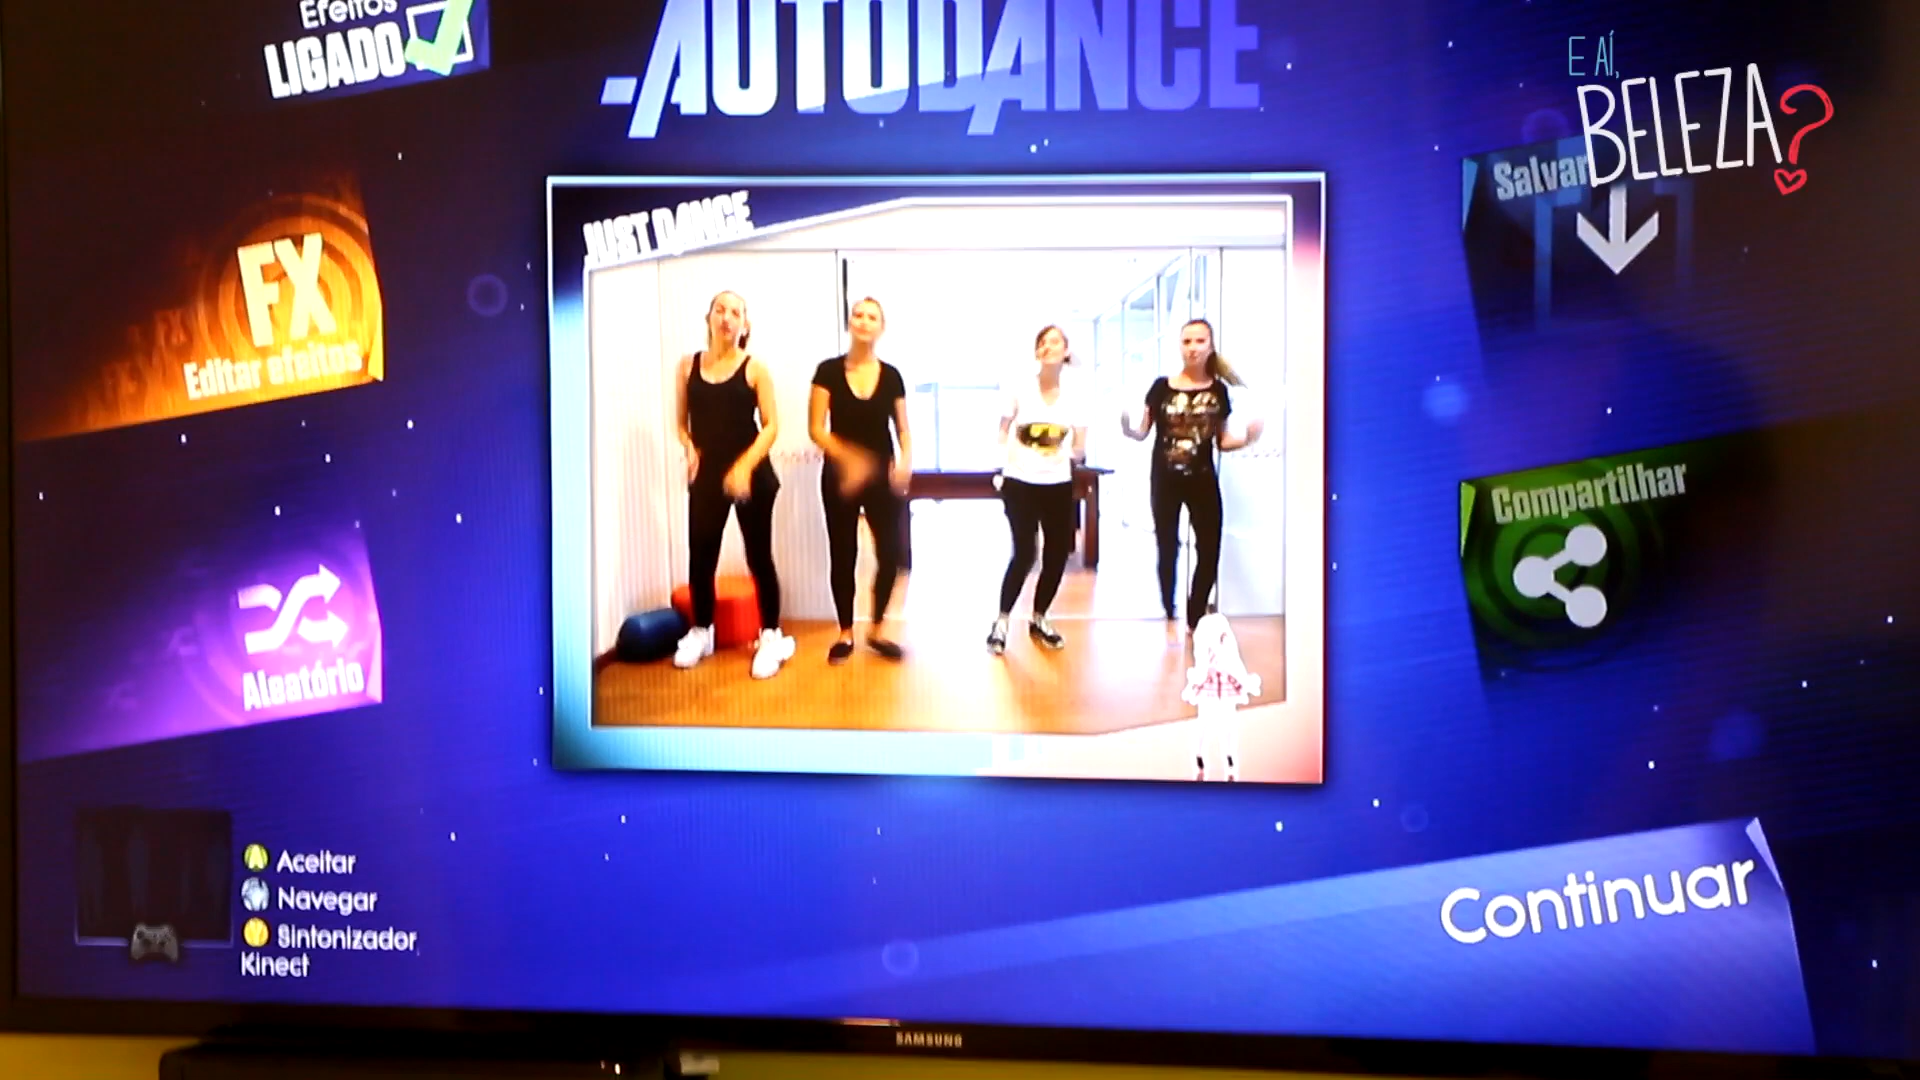 Efeitos
LIGADO
AUTODANCE
E AÍ,
BELEZA?
Salvar
JUST DANCE
FX
Editar efeitos
Compartilhar
Aleatório
Continuar
A Aceitar
Navegar
Y Sintonizador
Kinect
SAMSUNG